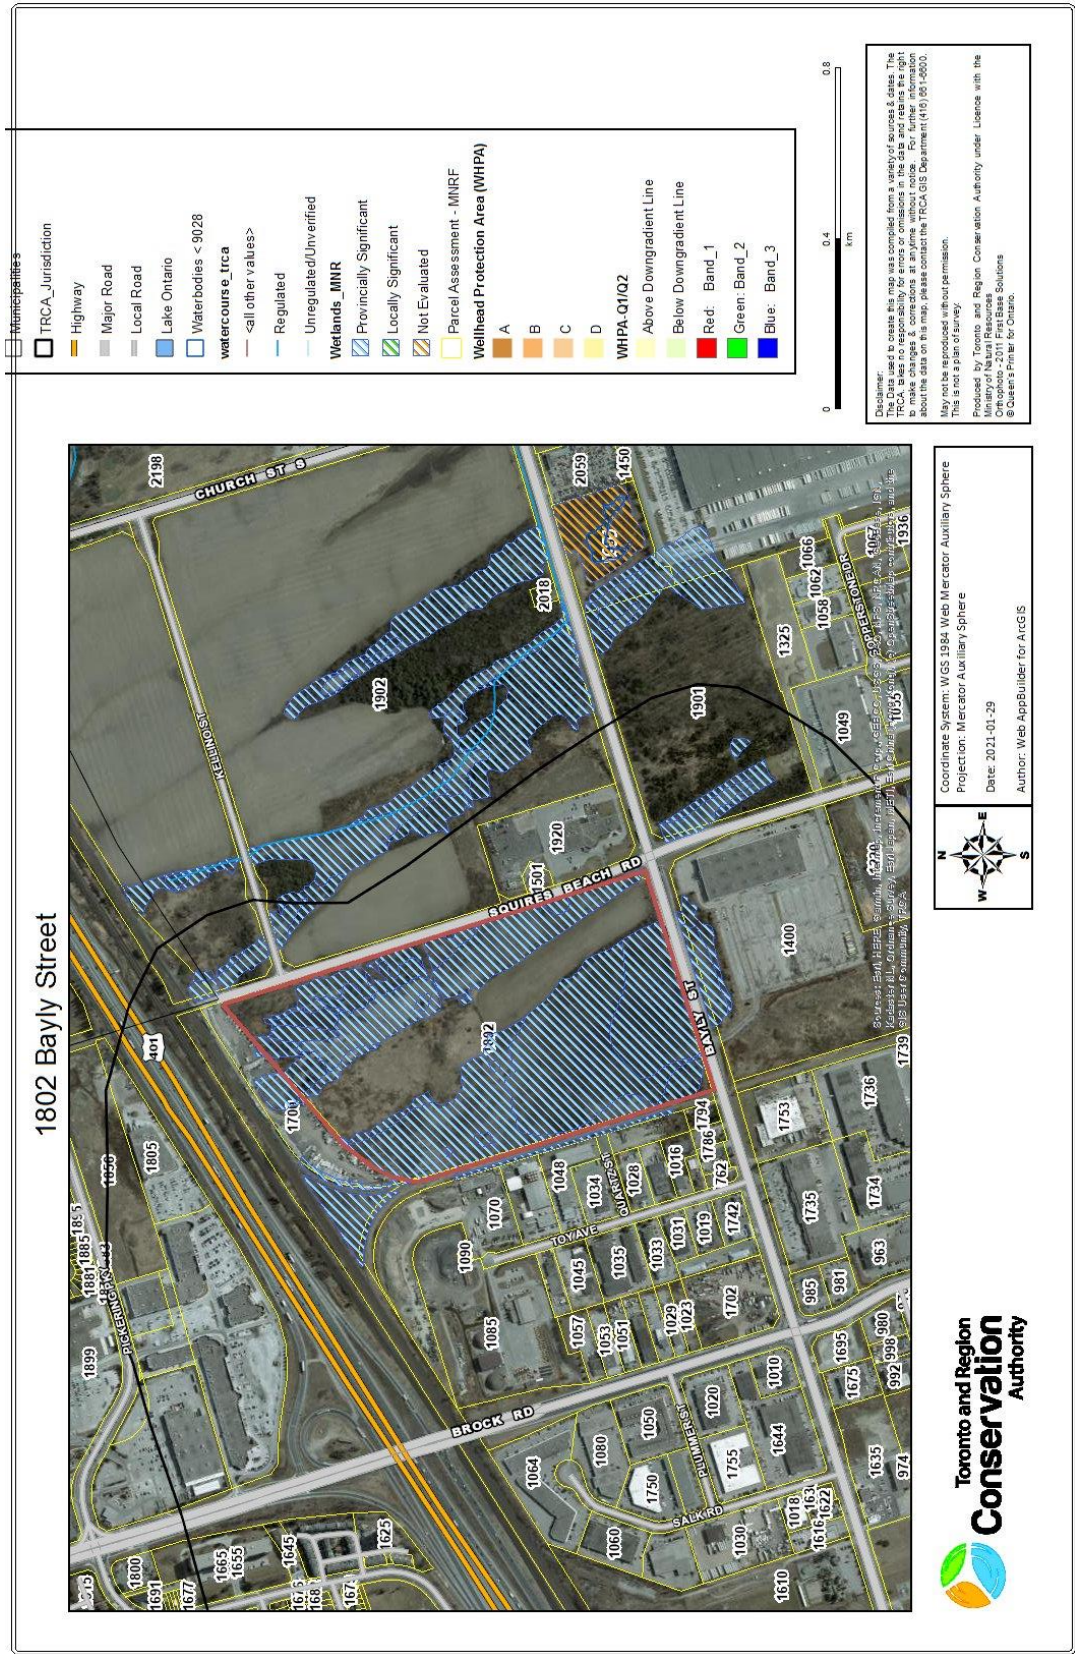 1802 Bayly Street
Municipalities
TRCA_Jurisdiction
Highway
Major Road
Local Road
Lake Ontario
Waterbodies < 9028
watercourse_trca
<all other values>
Regulated
Unregulated/Unverified
Wetlands_MNR
Provincially Significant
Locally Significant
Not Evaluated
Parcel Assessment - MNRF
Wellhead Protection Area (WHPA)
A
B
C
D
WHPA-Q1/Q2
Above Downgradient Line
Below Downgradient Line
Red: Band_1
Green: Band_2
Blue: Band_3
0 0.4 0.8
km
Disclaimer:
The Data used to create this map was compiled from a variety of sources & dates. The
TRCA takes no responsibility for errors or omissions in the data and retains the right
to make changes & corrections at anytime without notice. For further information
about the data on this map, please contact the TRCA GIS Department (416) 661-6600.
May not be reproduced without permission.
This is not a plan of survey.
Produced by Toronto and Region Conservation Authority under Licence with the
Ministry of Natural Resources
Orthophoto - 2011 First Base Solutions
© Queen's Printer for Ontario.
2198
CHURCH ST S
KELLINO ST
1902
2018
2059
1450
1901
1325
1066
1062
1058
1067
1936
COPPERSTONE DR
1049
1055
1920
1501
SQUIRES BEACH RD
1400
1802
BAYLY ST
1700
401
1805
1856
1895
1885
1881
1899
BROCK RD
1070
1090
1085
1048
1034
QUARTZ ST
1028
1016
1786
1794
762
TOY AVE
1045
1035
1033
1031
1019
1742
1057
1053
1051
1029
1023
1702
1753
1736
1739
1735
1734
963
985
981
1695
1675
980
998
992
1635
974
1064
1080
1050
1750
PLUMMER ST
1020
1010
1755
1644
SALK RD
1060
1030
1018
1616
1622
1610
1800
1691
1677
1665
1655
1645
1625
N
W E
S
Coordinate System: WGS 1984 Web Mercator Auxiliary Sphere
Projection: Mercator Auxiliary Sphere
Date: 2021-01-29
Author: Web AppBuilder for ArcGIS
Toronto and Region
Conservation
Authority